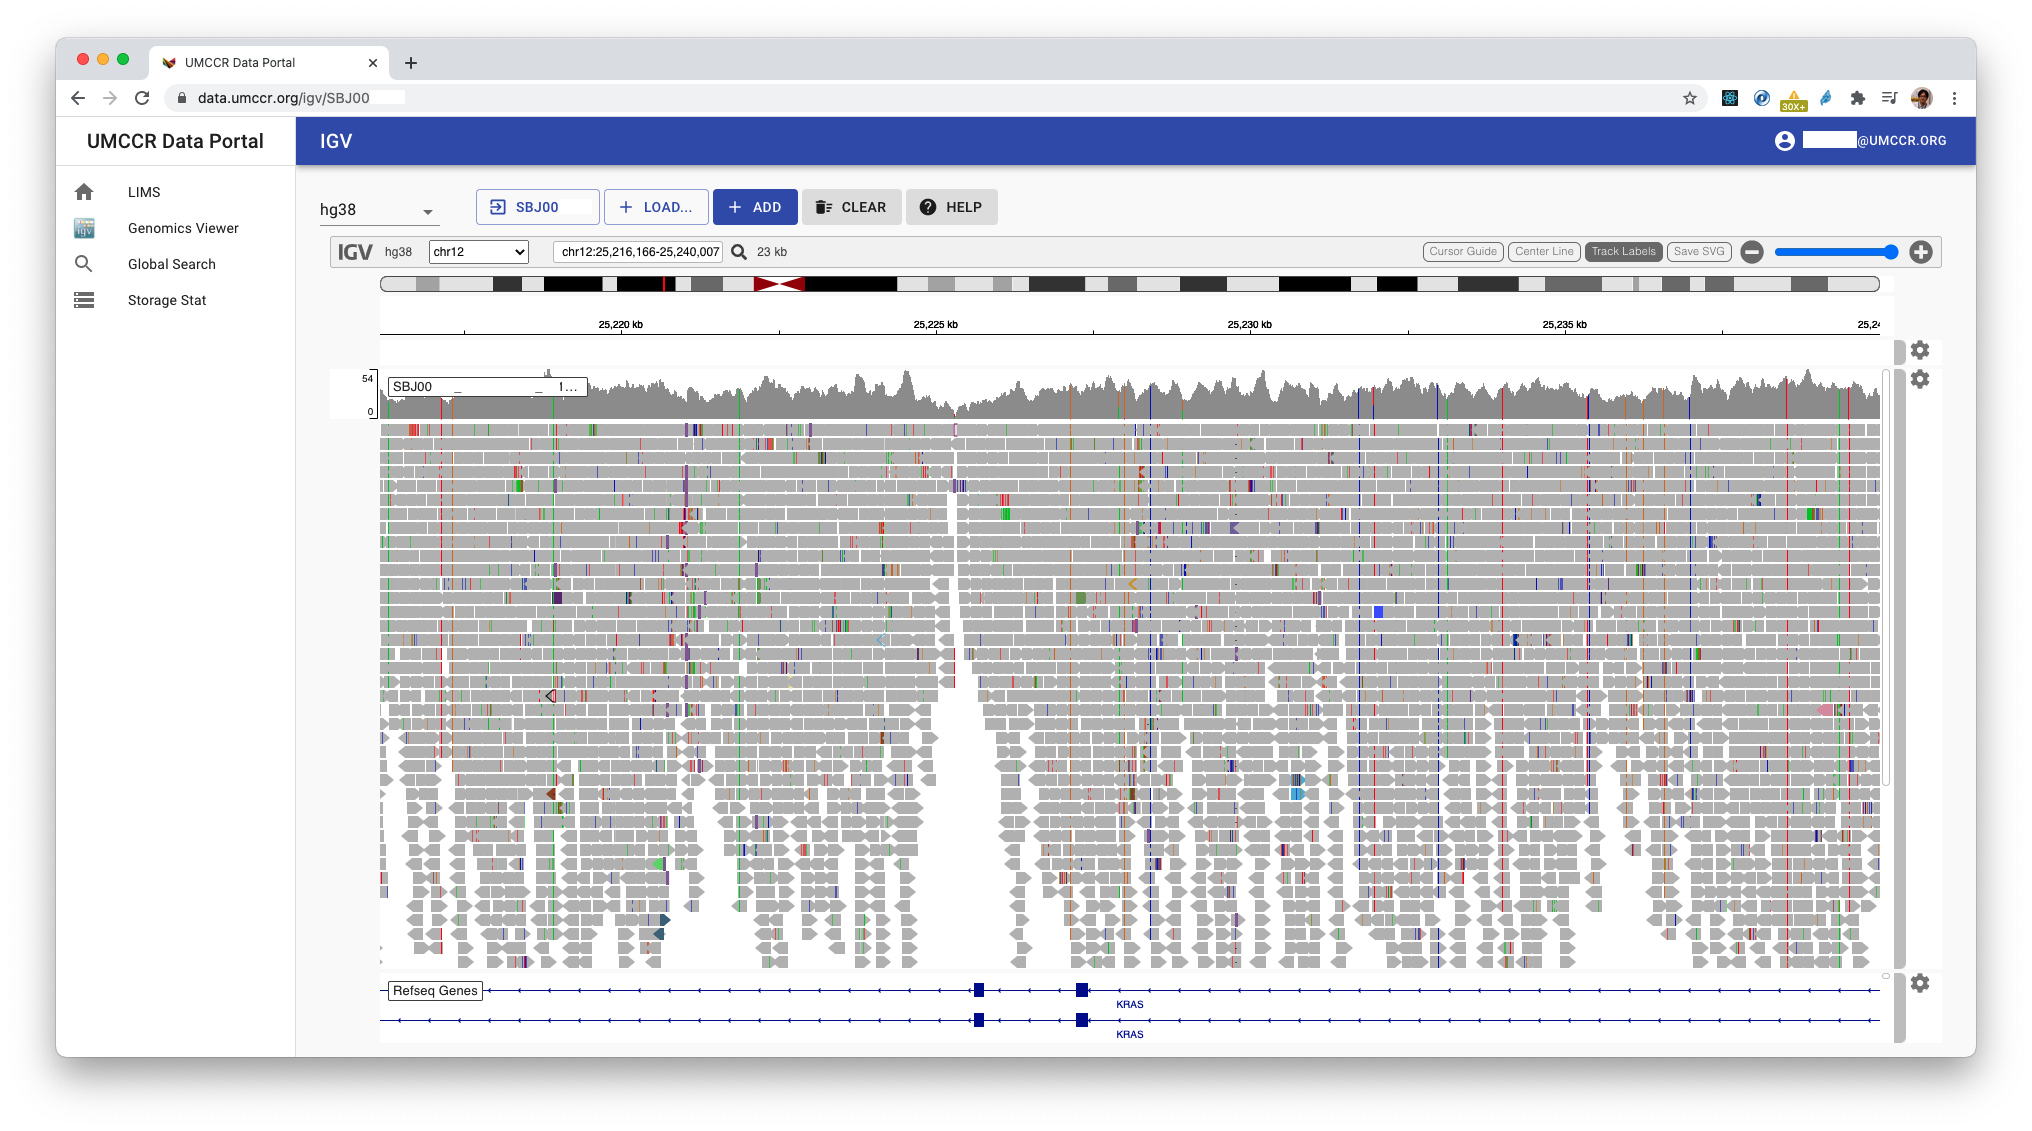 UMCCR Data Portal
data.umccr.org/igv/SBJ00
30X+
UMCCR Data Portal
IGV
@UMCCR.ORG
LIMS
Genomics Viewer
Global Search
Storage Stat
hg38
SBJ00
LOAD...
ADD
CLEAR
HELP
IGV hg38 chr12 chr12:25,216,166-25,240,007 23 kb
Cursor Guide Center Line Track Labels Save SVG
25,220 kb 25,225 kb 25,230 kb 25,235 kb 25,24
54
0
SBJ00 _ _ 1...
Refseq Genes
KRAS
KRAS
igv